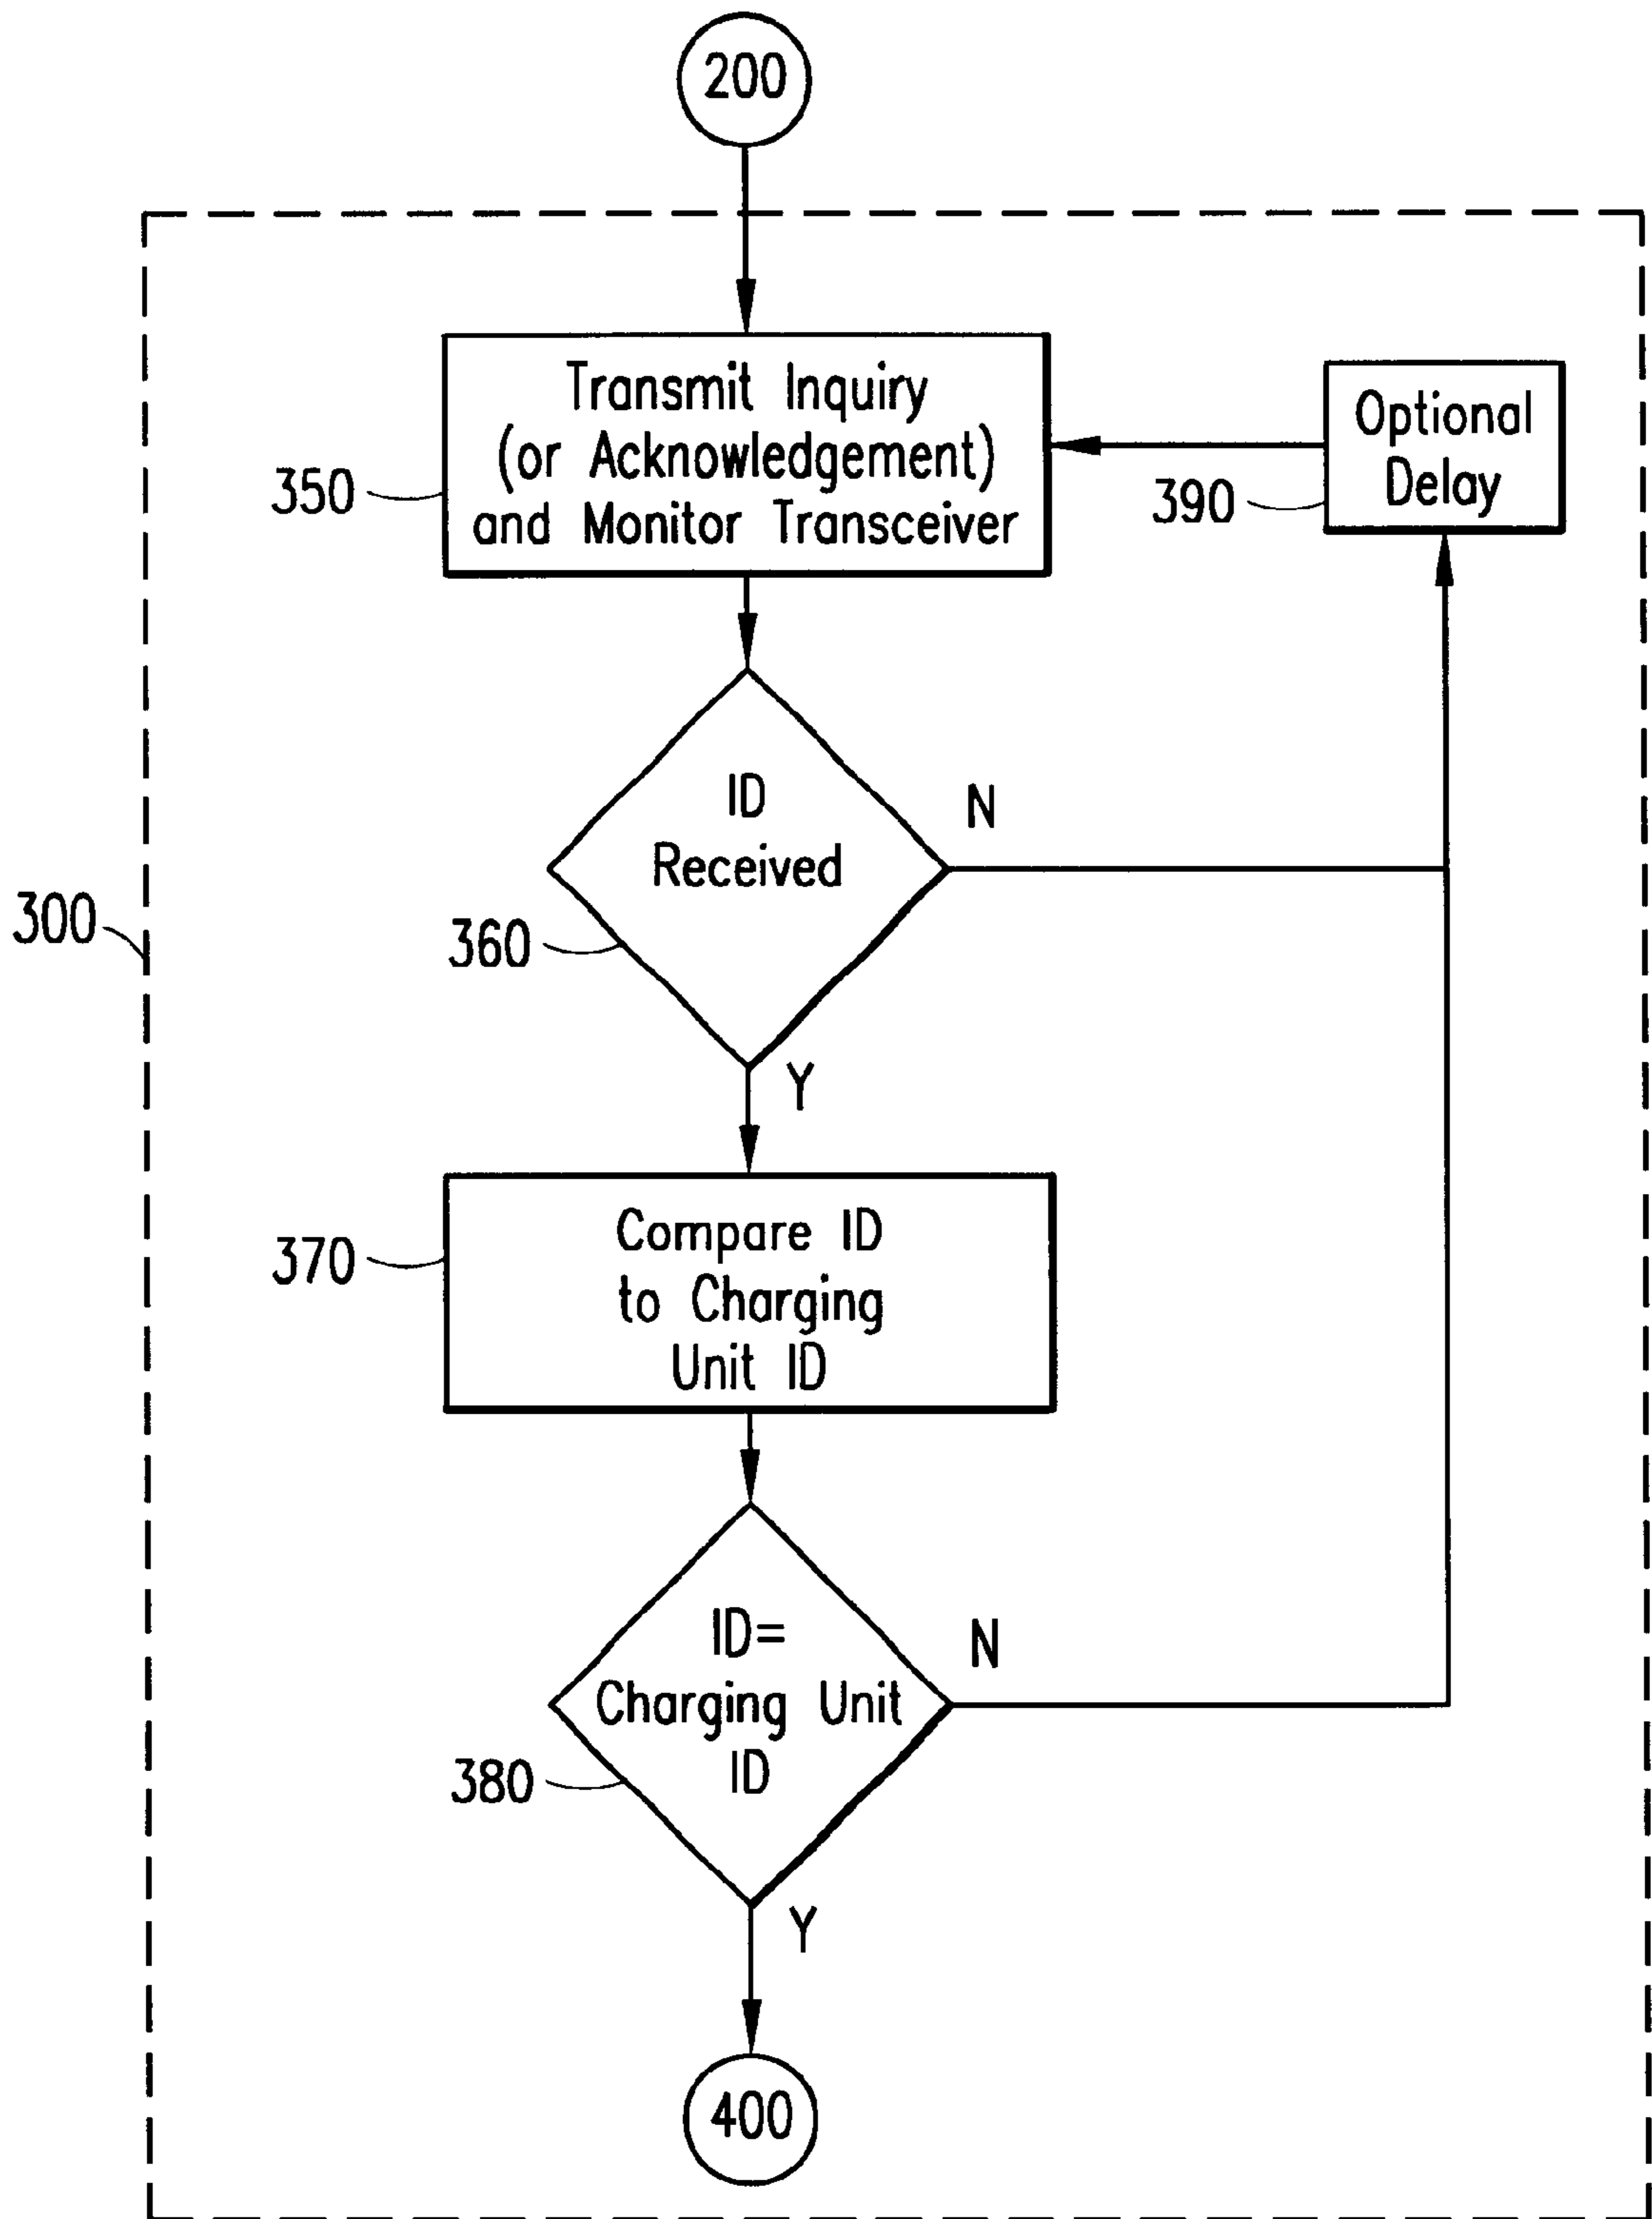 200
Transmit Inquiry
(or Acknowledgement)
and Monitor Transceiver
350
Optional
Delay
390
ID
Received
N
360
300
Y
Compare ID
to Charging
Unit ID
370
ID=
Charging Unit
ID
N
380
Y
400